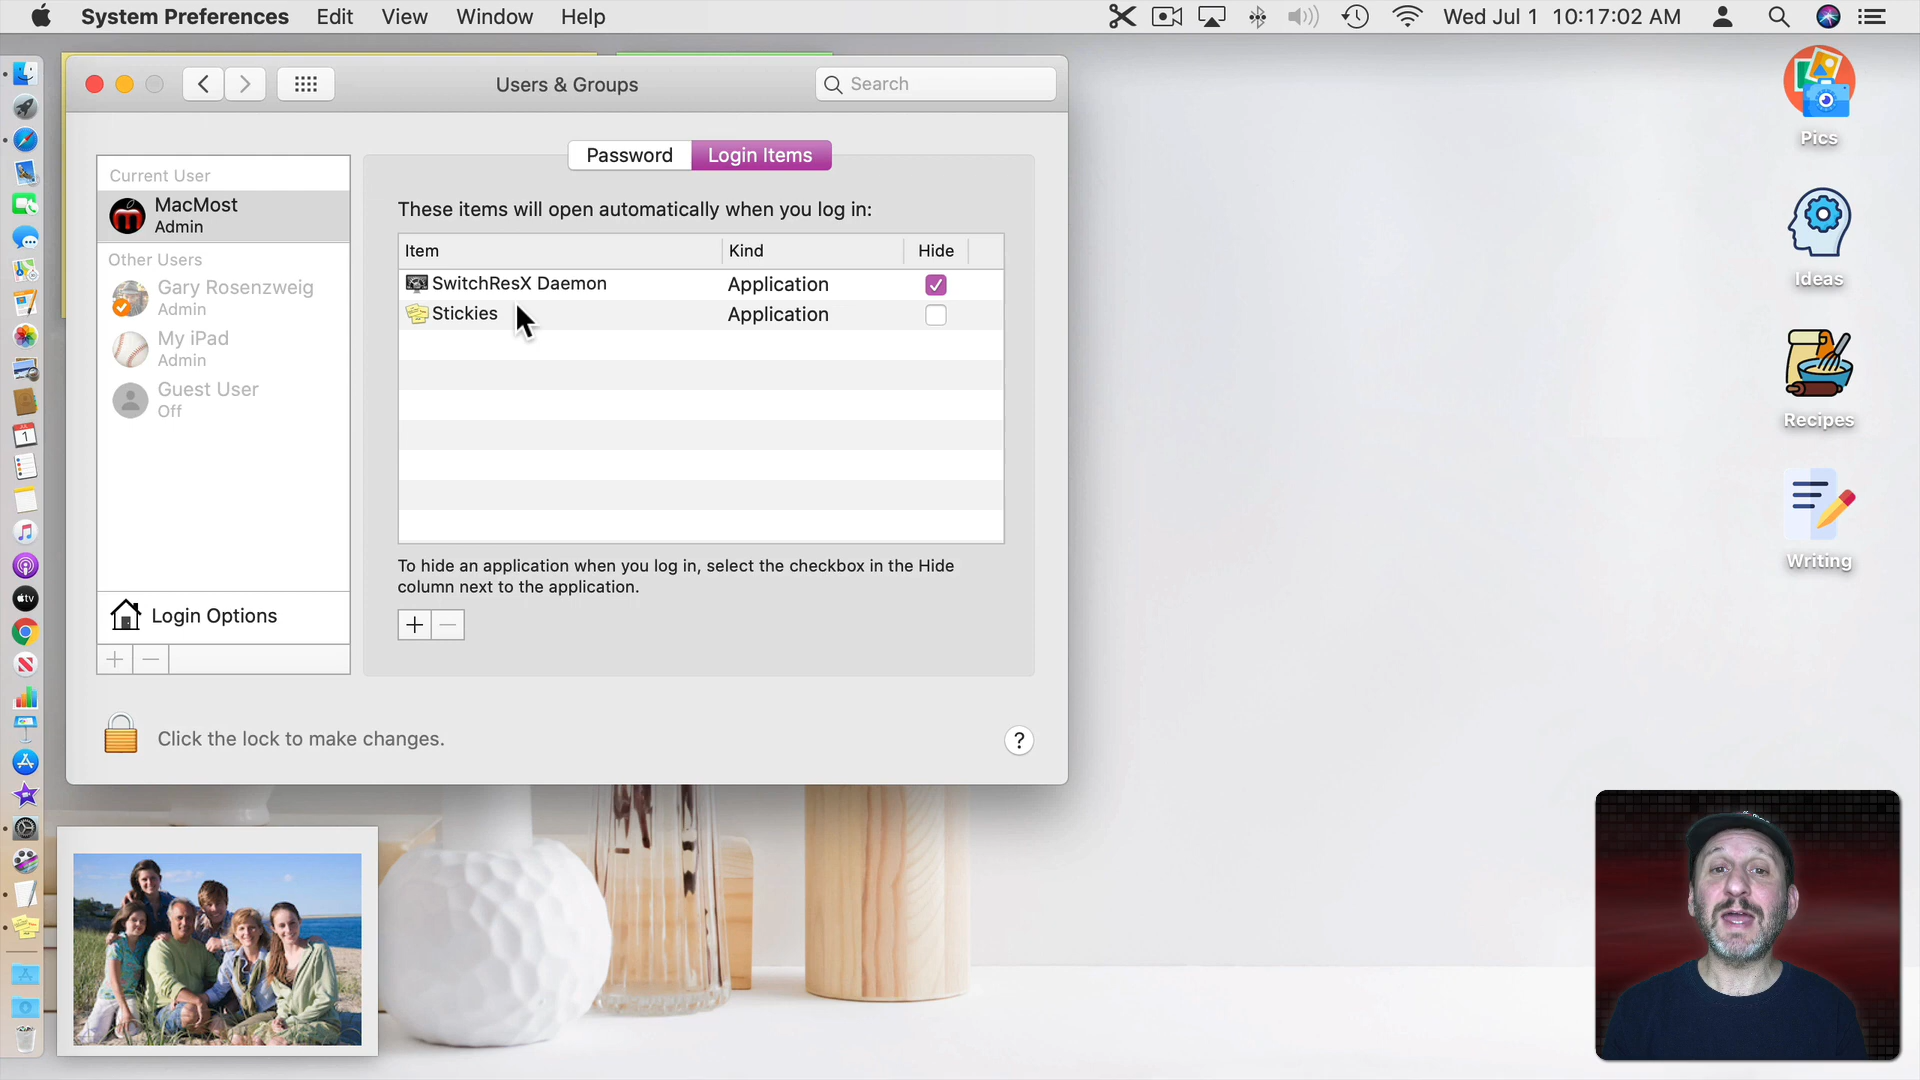 System Preferences Edit View Window Help
Wed Jul 1 10:17:02 AM
Users & Groups
Search
Password Login Items
Current User
MacMost
Admin
Other Users
Gary Rosenzweig
Admin
My iPad
Admin
Guest User
Off
Login Options
These items will open automatically when you log in:
Item Kind Hide
SwitchResX Daemon Application
Stickies Application
To hide an application when you log in, select the checkbox in the Hide
column next to the application.
Click the lock to make changes.
?
Pics
Ideas
Recipes
Writing
1
tv